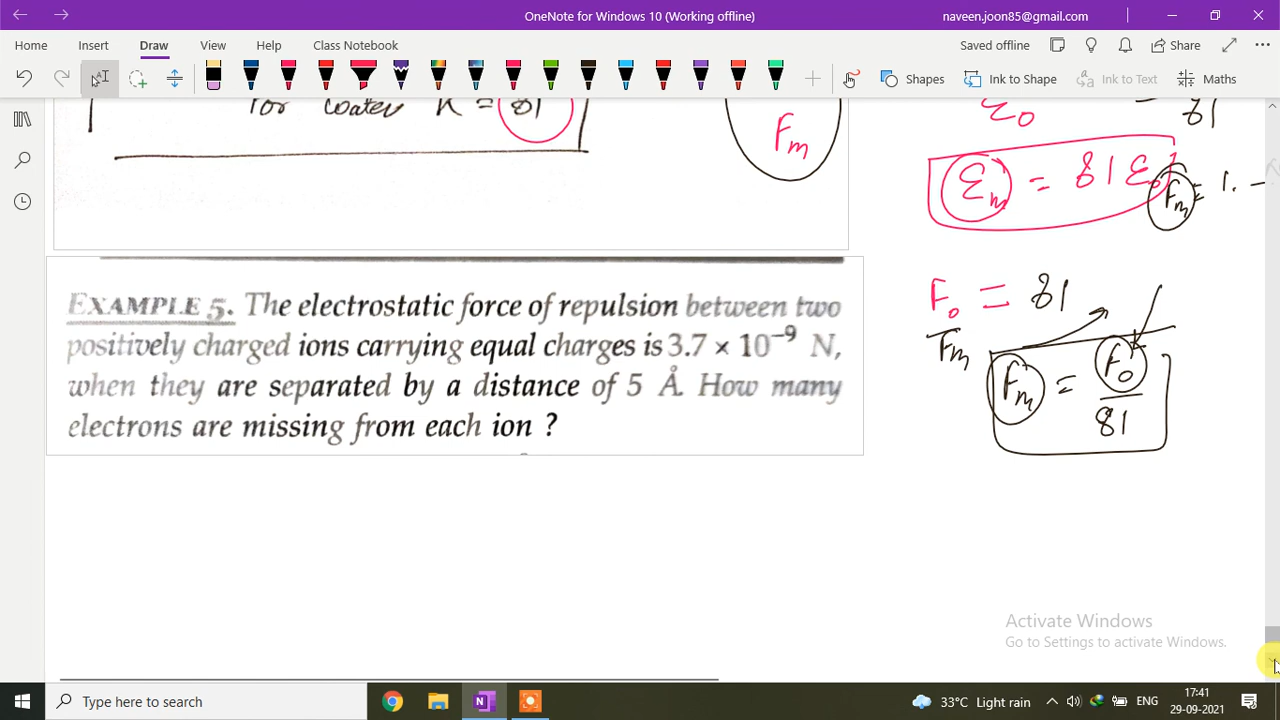 OneNote for Windows 10 (Working offline)
naveen.joon85@gmail.com
Home Insert Draw View Help Class Notebook
Saved offline Share
Shapes Ink to Shape Ink to Text Maths
for water K = 81
Fm
ε0 = 81
εm = 81 ε0
Fm = 1.
EXAMPLE 5. The electrostatic force of repulsion between two
positively charged ions carrying equal charges is 3.7 × 10⁻⁹ N,
when they are separated by a distance of 5 Å. How many
electrons are missing from each ion ?
F0 = 81
Fm
Fm = F0
81
Activate Windows
Go to Settings to activate Windows.
Type here to search
33°C Light rain
ENG
17:41
29-09-2021